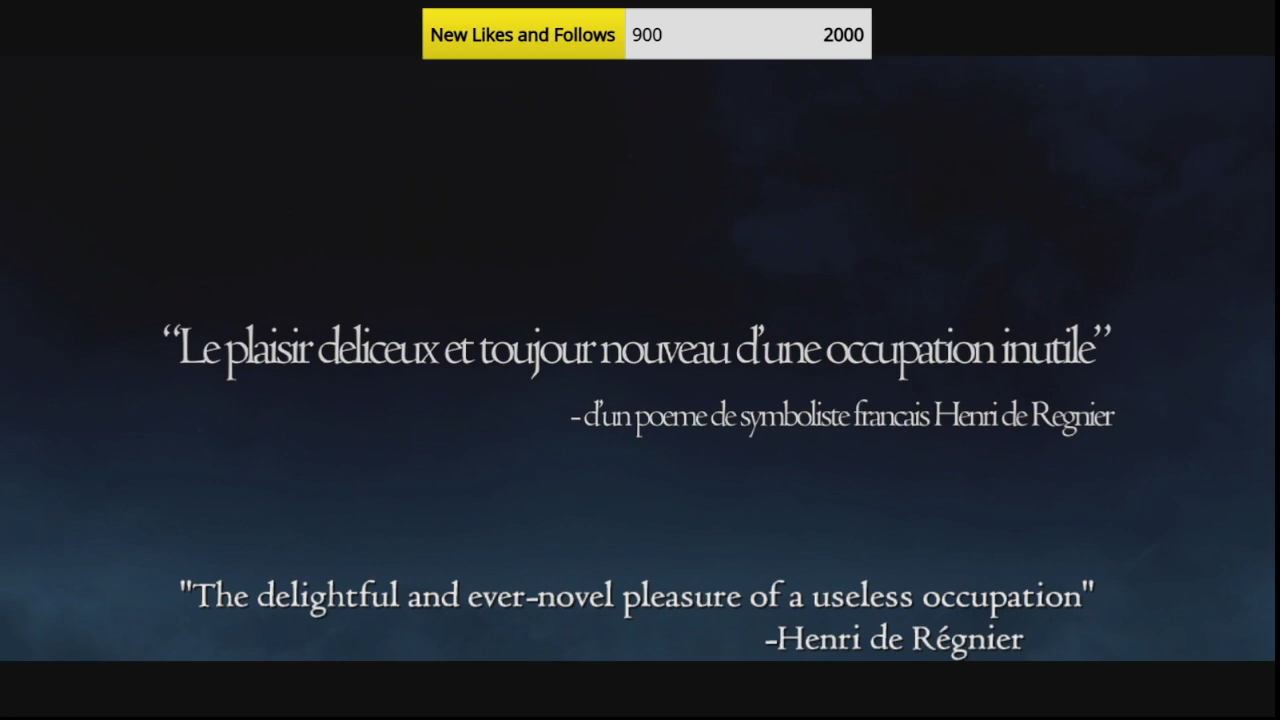 New Likes and Follows 900 2000
“Le plaisir deliceux et toujour nouveau d’une occupation inutile”
- d’un poeme de symboliste francais Henri de Regnier
"The delightful and ever-novel pleasure of a useless occupation"
-Henri de Régnier